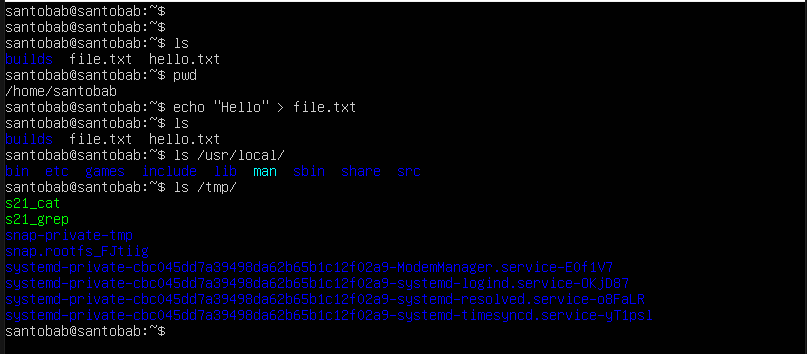 santobab@santobab:~$
santobab@santobab:~$
santobab@santobab:~$ ls
builds  file.txt  hello.txt
santobab@santobab:~$ pwd
/home/santobab
santobab@santobab:~$ echo "Hello" > file.txt
santobab@santobab:~$ ls
builds  file.txt  hello.txt
santobab@santobab:~$ ls /usr/local/
bin  etc  games  include  lib  man  sbin  share  src
santobab@santobab:~$ ls /tmp/
s21_cat
s21_grep
snap-private-tmp
snap.rootfs_FJtiig
systemd-private-cbc045dd7a39498da62b65b1c13f02a9-ModemManager.service-EOf1V7
systemd-private-cbc045dd7a39498da62b65b1c13f02a9-systemd-logind.service-OKJD87
systemd-private-cbc045dd7a39498da62b65b1c13f02a9-systemd-resolved.service-o8FaLR
systemd-private-cbc045dd7a39498da62b65b1c13f02a9-systemd-timesyncd.service-yT1ps1
santobab@santobab:~$